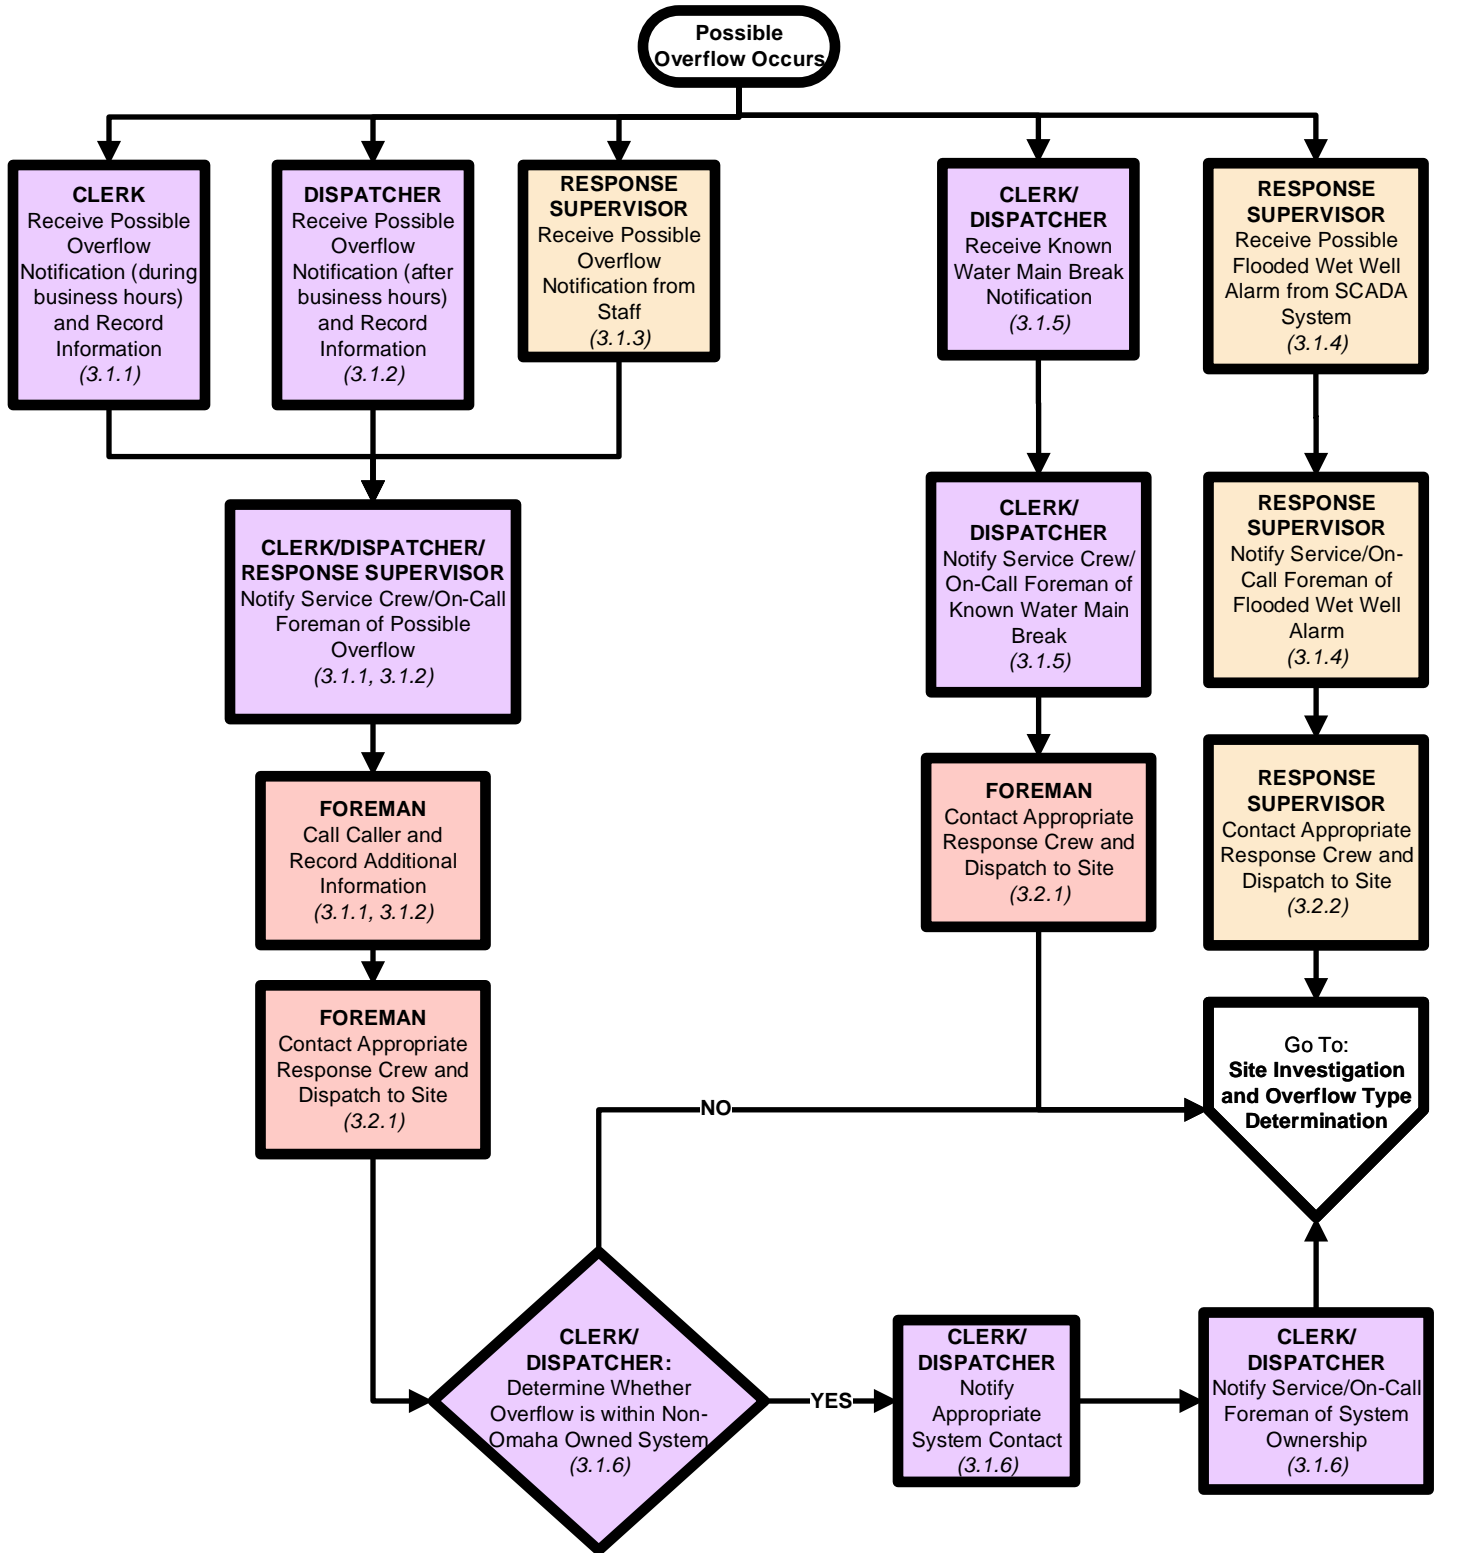 Possible
Overflow Occurs
CLERK
Receive Possible
Overflow
Notification (during
business hours)
and Record
Information
(3.1.1)
DISPATCHER
Receive Possible
Overflow
Notification (after
business hours)
and Record
Information
(3.1.2)
RESPONSE
SUPERVISOR
Receive Possible
Overflow
Notification from
Staff
(3.1.3)
CLERK/
DISPATCHER
Receive Known
Water Main Break
Notification
(3.1.5)
RESPONSE
SUPERVISOR
Receive Possible
Flooded Wet Well
Alarm from SCADA
System
(3.1.4)
CLERK/DISPATCHER/
RESPONSE SUPERVISOR
Notify Service Crew/On-Call
Foreman of Possible
Overflow
(3.1.1, 3.1.2)
CLERK/
DISPATCHER
Notify Service Crew/
On-Call Foreman of
Known Water Main
Break
(3.1.5)
RESPONSE
SUPERVISOR
Notify Service/On-
Call Foreman of
Flooded Wet Well
Alarm
(3.1.4)
FOREMAN
Call Caller and
Record Additional
Information
(3.1.1, 3.1.2)
FOREMAN
Contact Appropriate
Response Crew and
Dispatch to Site
(3.2.1)
RESPONSE
SUPERVISOR
Contact Appropriate
Response Crew and
Dispatch to Site
(3.2.2)
FOREMAN
Contact Appropriate
Response Crew and
Dispatch to Site
(3.2.1)
Go To:
Site Investigation
and Overflow Type
Determination
NO
CLERK/
DISPATCHER:
Determine Whether
Overflow is within Non-
Omaha Owned System
(3.1.6)
YES
CLERK/
DISPATCHER
Notify
Appropriate
System Contact
(3.1.6)
CLERK/
DISPATCHER
Notify Service/On-Call
Foreman of System
Ownership
(3.1.6)